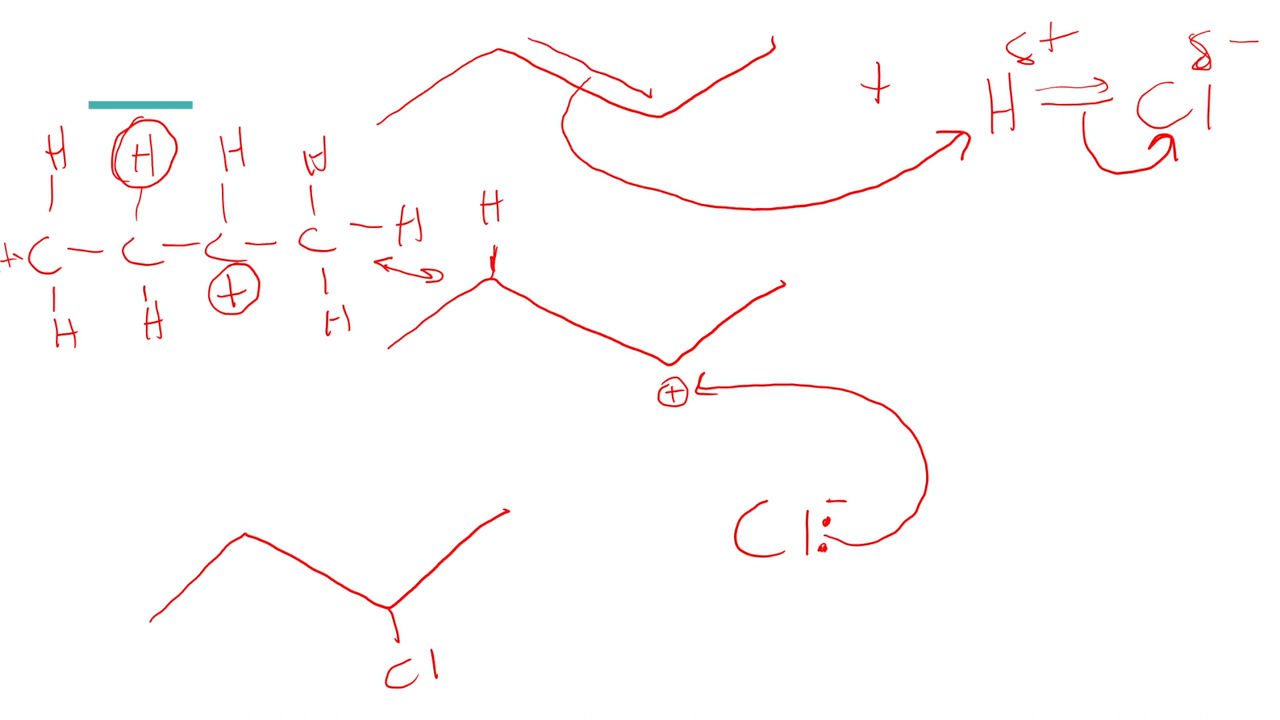 δ+ δ−
+ H Cl
H H H H
H
+ C − C − C − C − H
+
H H H
+
Cl:−
Cl